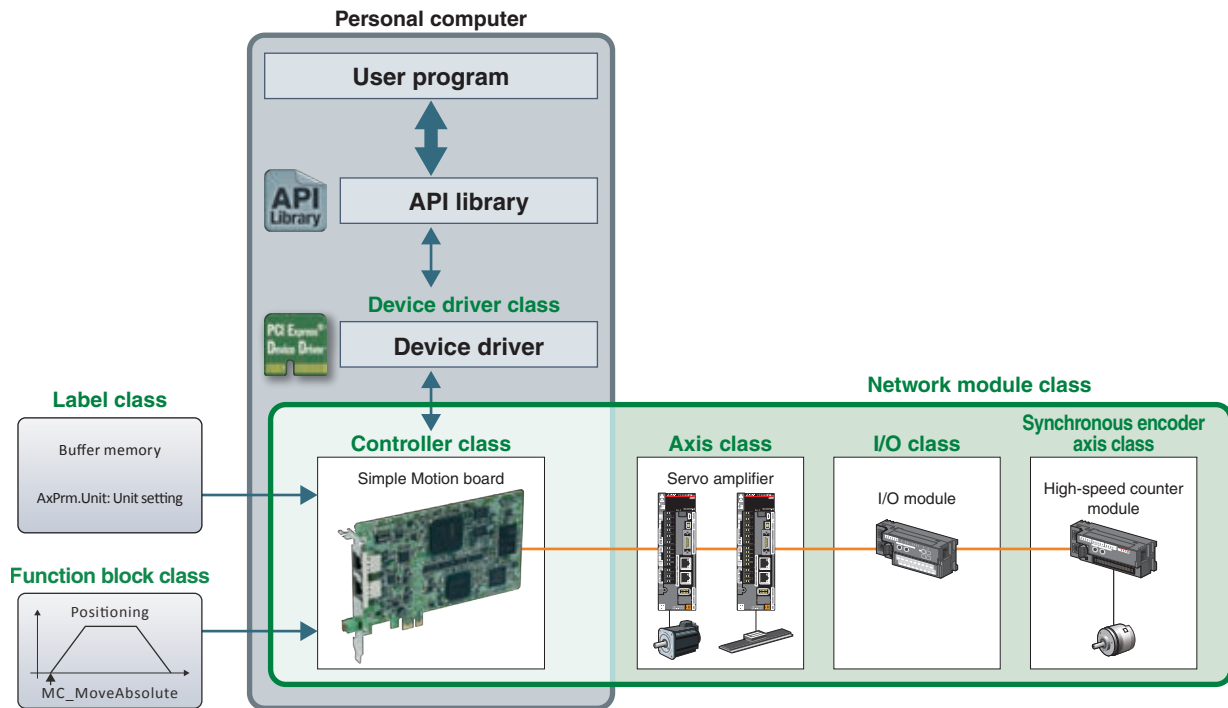 Personal computer
User program
API
Library
API library
Device driver class
PCI Express®
Device Driver
Device driver
Network module class
Label class
Buffer memory
AxPrm.Unit: Unit setting
Function block class
Positioning
MC_MoveAbsolute
Controller class
Simple Motion board
Axis class
Servo amplifier
I/O class
I/O module
Synchronous encoder
axis class
High-speed counter
module